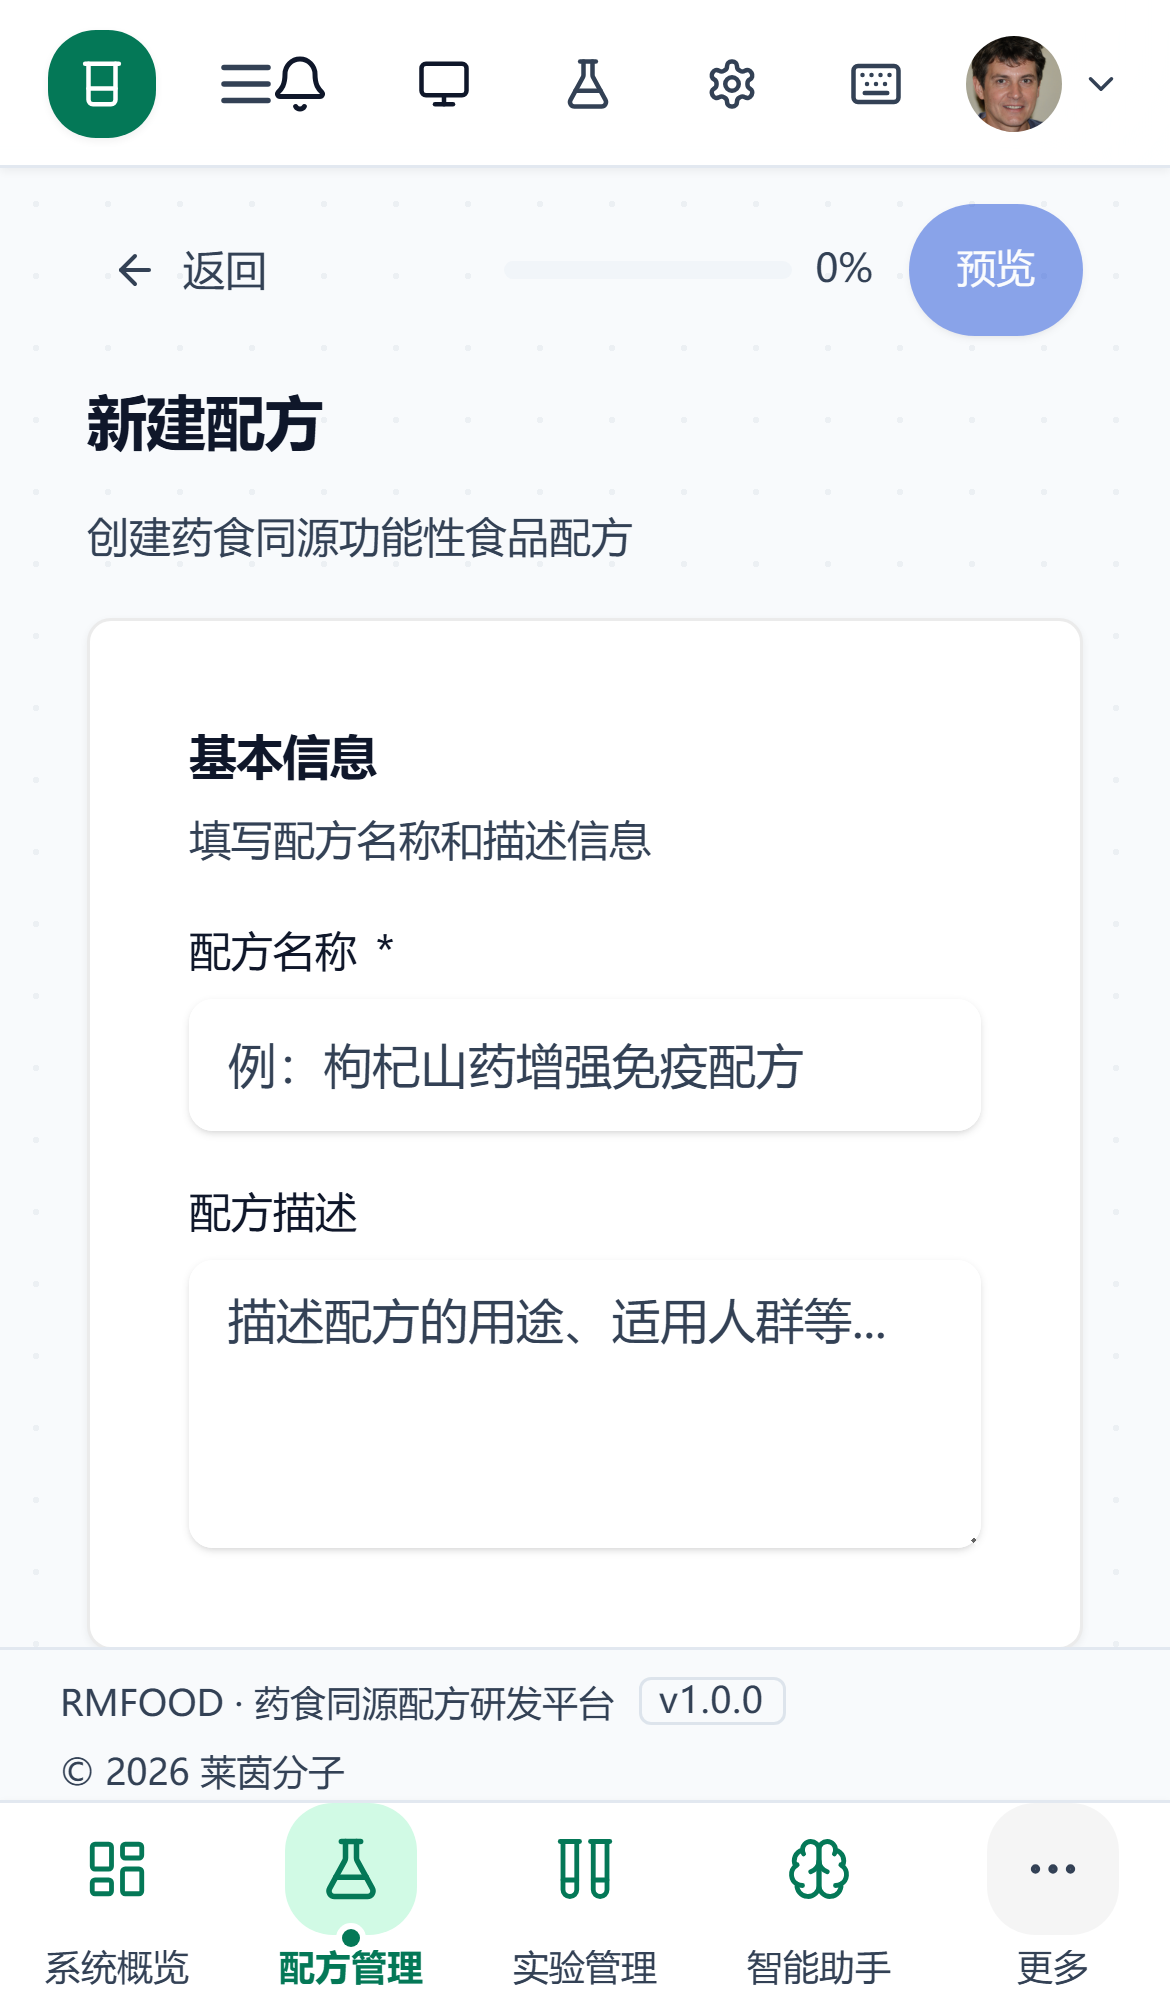 返回
0%
预览
新建配方
创建药食同源功能性食品配方
基本信息
填写配方名称和描述信息
配方名称 *
例：枸杞山药增强免疫配方
配方描述
描述配方的用途、适用人群等...
RMFOOD · 药食同源配方研发平台 v1.0.0
© 2026 莱茵分子
系统概览
配方管理
实验管理
智能助手
更多